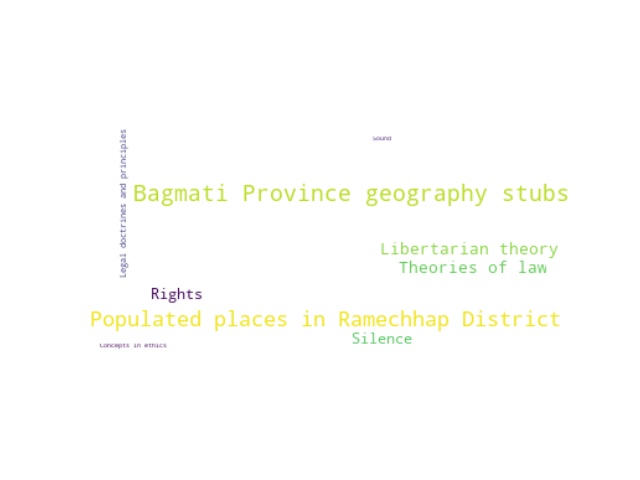 Sound
Legal doctrines and principles
Bagmati Province geography stubs
Libertarian theory
Theories of law
Rights
Populated places in Ramechhap District
Silence
Concepts in ethics